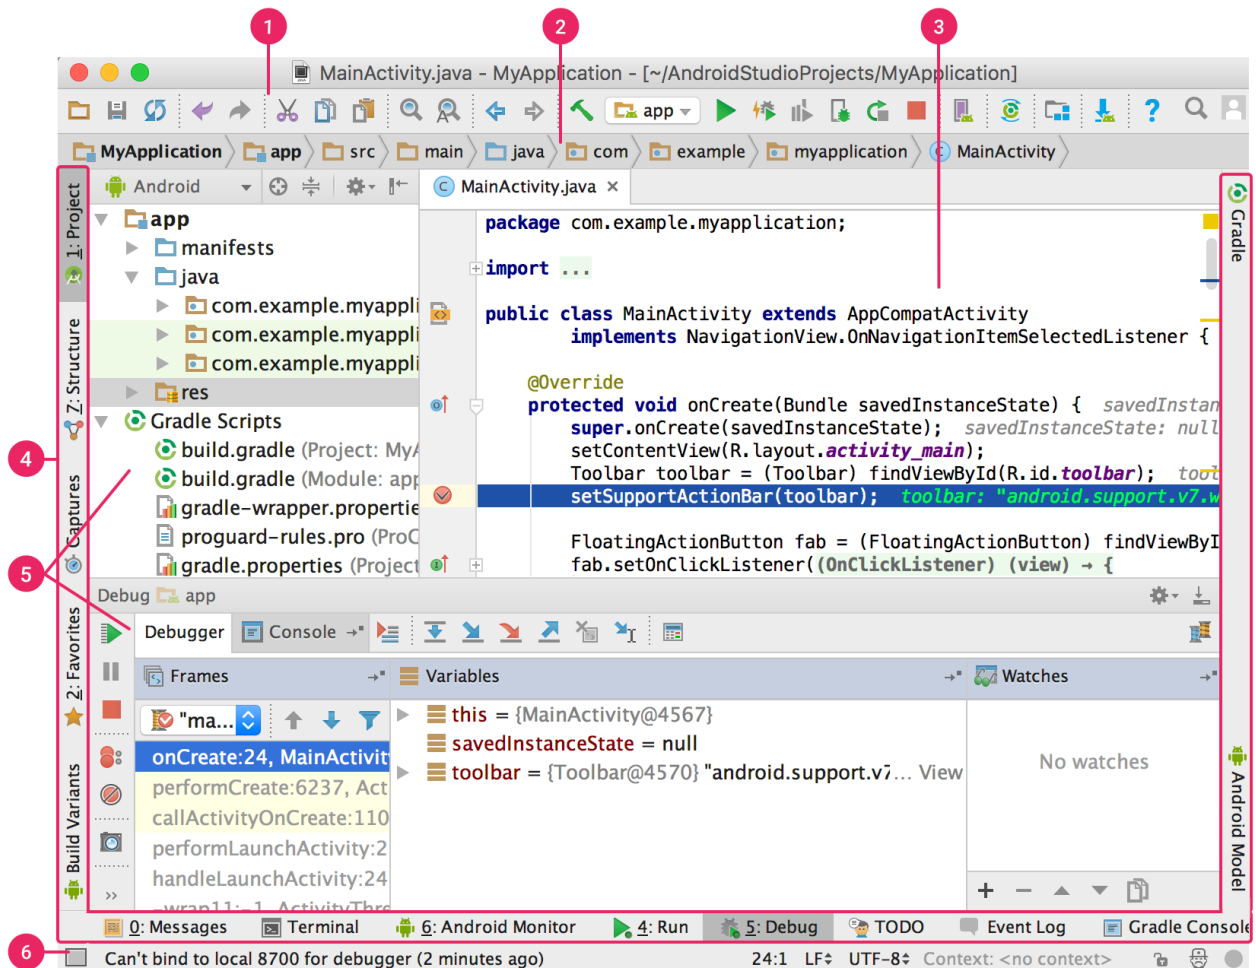 1
2
3
MainActivity.java - MyApplication - [~/AndroidStudioProjects/MyApplication]
app
MyApplication
app
src
main
java
com
example
myapplication
MainActivity
1: Project
Z: Structure
Captures
2: Favorites
Build Variants
4
5
6
Android
app
manifests
java
com.example.myappli
com.example.myappli
com.example.myappli
res
Gradle Scripts
build.gradle (Project: MyA
build.gradle (Module: app
gradle-wrapper.propertie
proguard-rules.pro (ProG
gradle.properties (Project
MainActivity.java
package com.example.myapplication;
import ...
public class MainActivity extends AppCompatActivity
implements NavigationView.OnNavigationItemSelectedListener {
@Override
protected void onCreate(Bundle savedInstanceState) { savedInstan
super.onCreate(savedInstanceState); savedInstanceState: null
setContentView(R.layout.activity_main);
Toolbar toolbar = (Toolbar) findViewById(R.id.toolbar); tool
setSupportActionBar(toolbar); toolbar: "android.support.v7.w
FloatingActionButton fab = (FloatingActionButton) findViewByI
fab.setOnClickListener((OnClickListener) (view) → {
Gradle
Android Model
Debug app
Debugger
Console
Frames
Variables
Watches
"ma...
onCreate:24, MainActivit
performCreate:6237, Act
callActivityOnCreate:110
performLaunchActivity:2
handleLaunchActivity:24
-wrap11:-1, ActivityThre
this = {MainActivity@4567}
savedInstanceState = null
toolbar = {Toolbar@4570} "android.support.v7... View
No watches
0: Messages
Terminal
6: Android Monitor
4: Run
5: Debug
TODO
Event Log
Gradle Console
Can't bind to local 8700 for debugger (2 minutes ago)
24:1 LF UTF-8 Context: <no context>